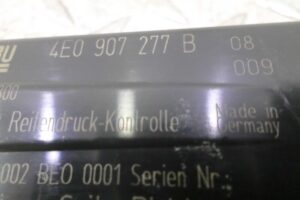 4E0 907 277 B 08
009
Reifendruck-Kontrolle Made in
Germany
002 BE0 0001 Serien Nr: